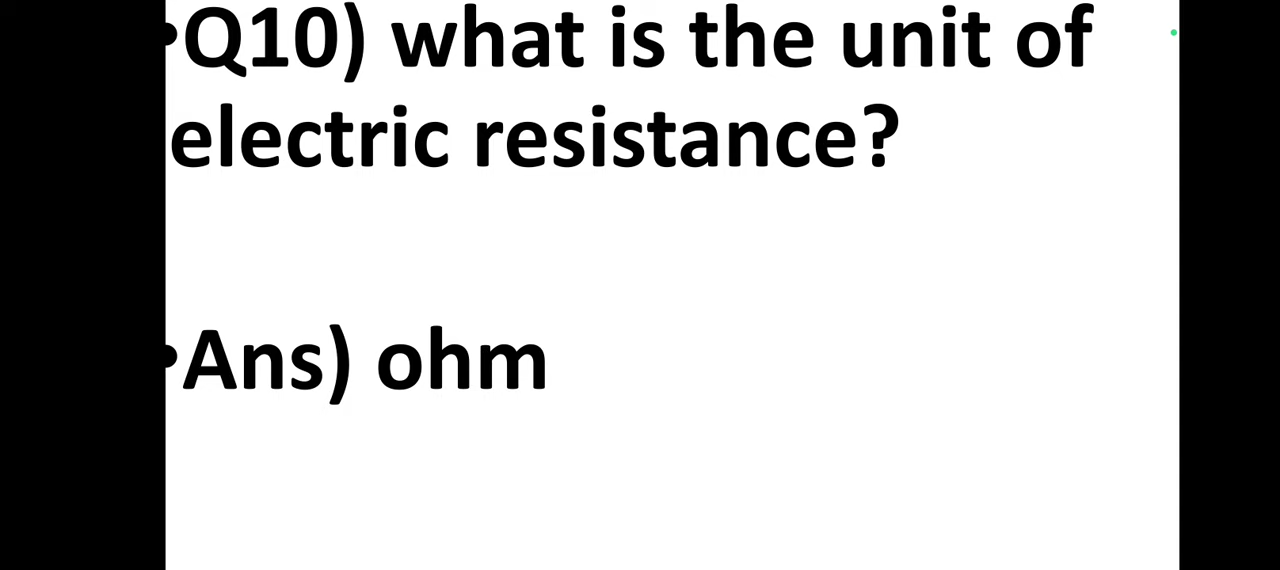 •Q10) what is the unit of
electric resistance?
•Ans) ohm